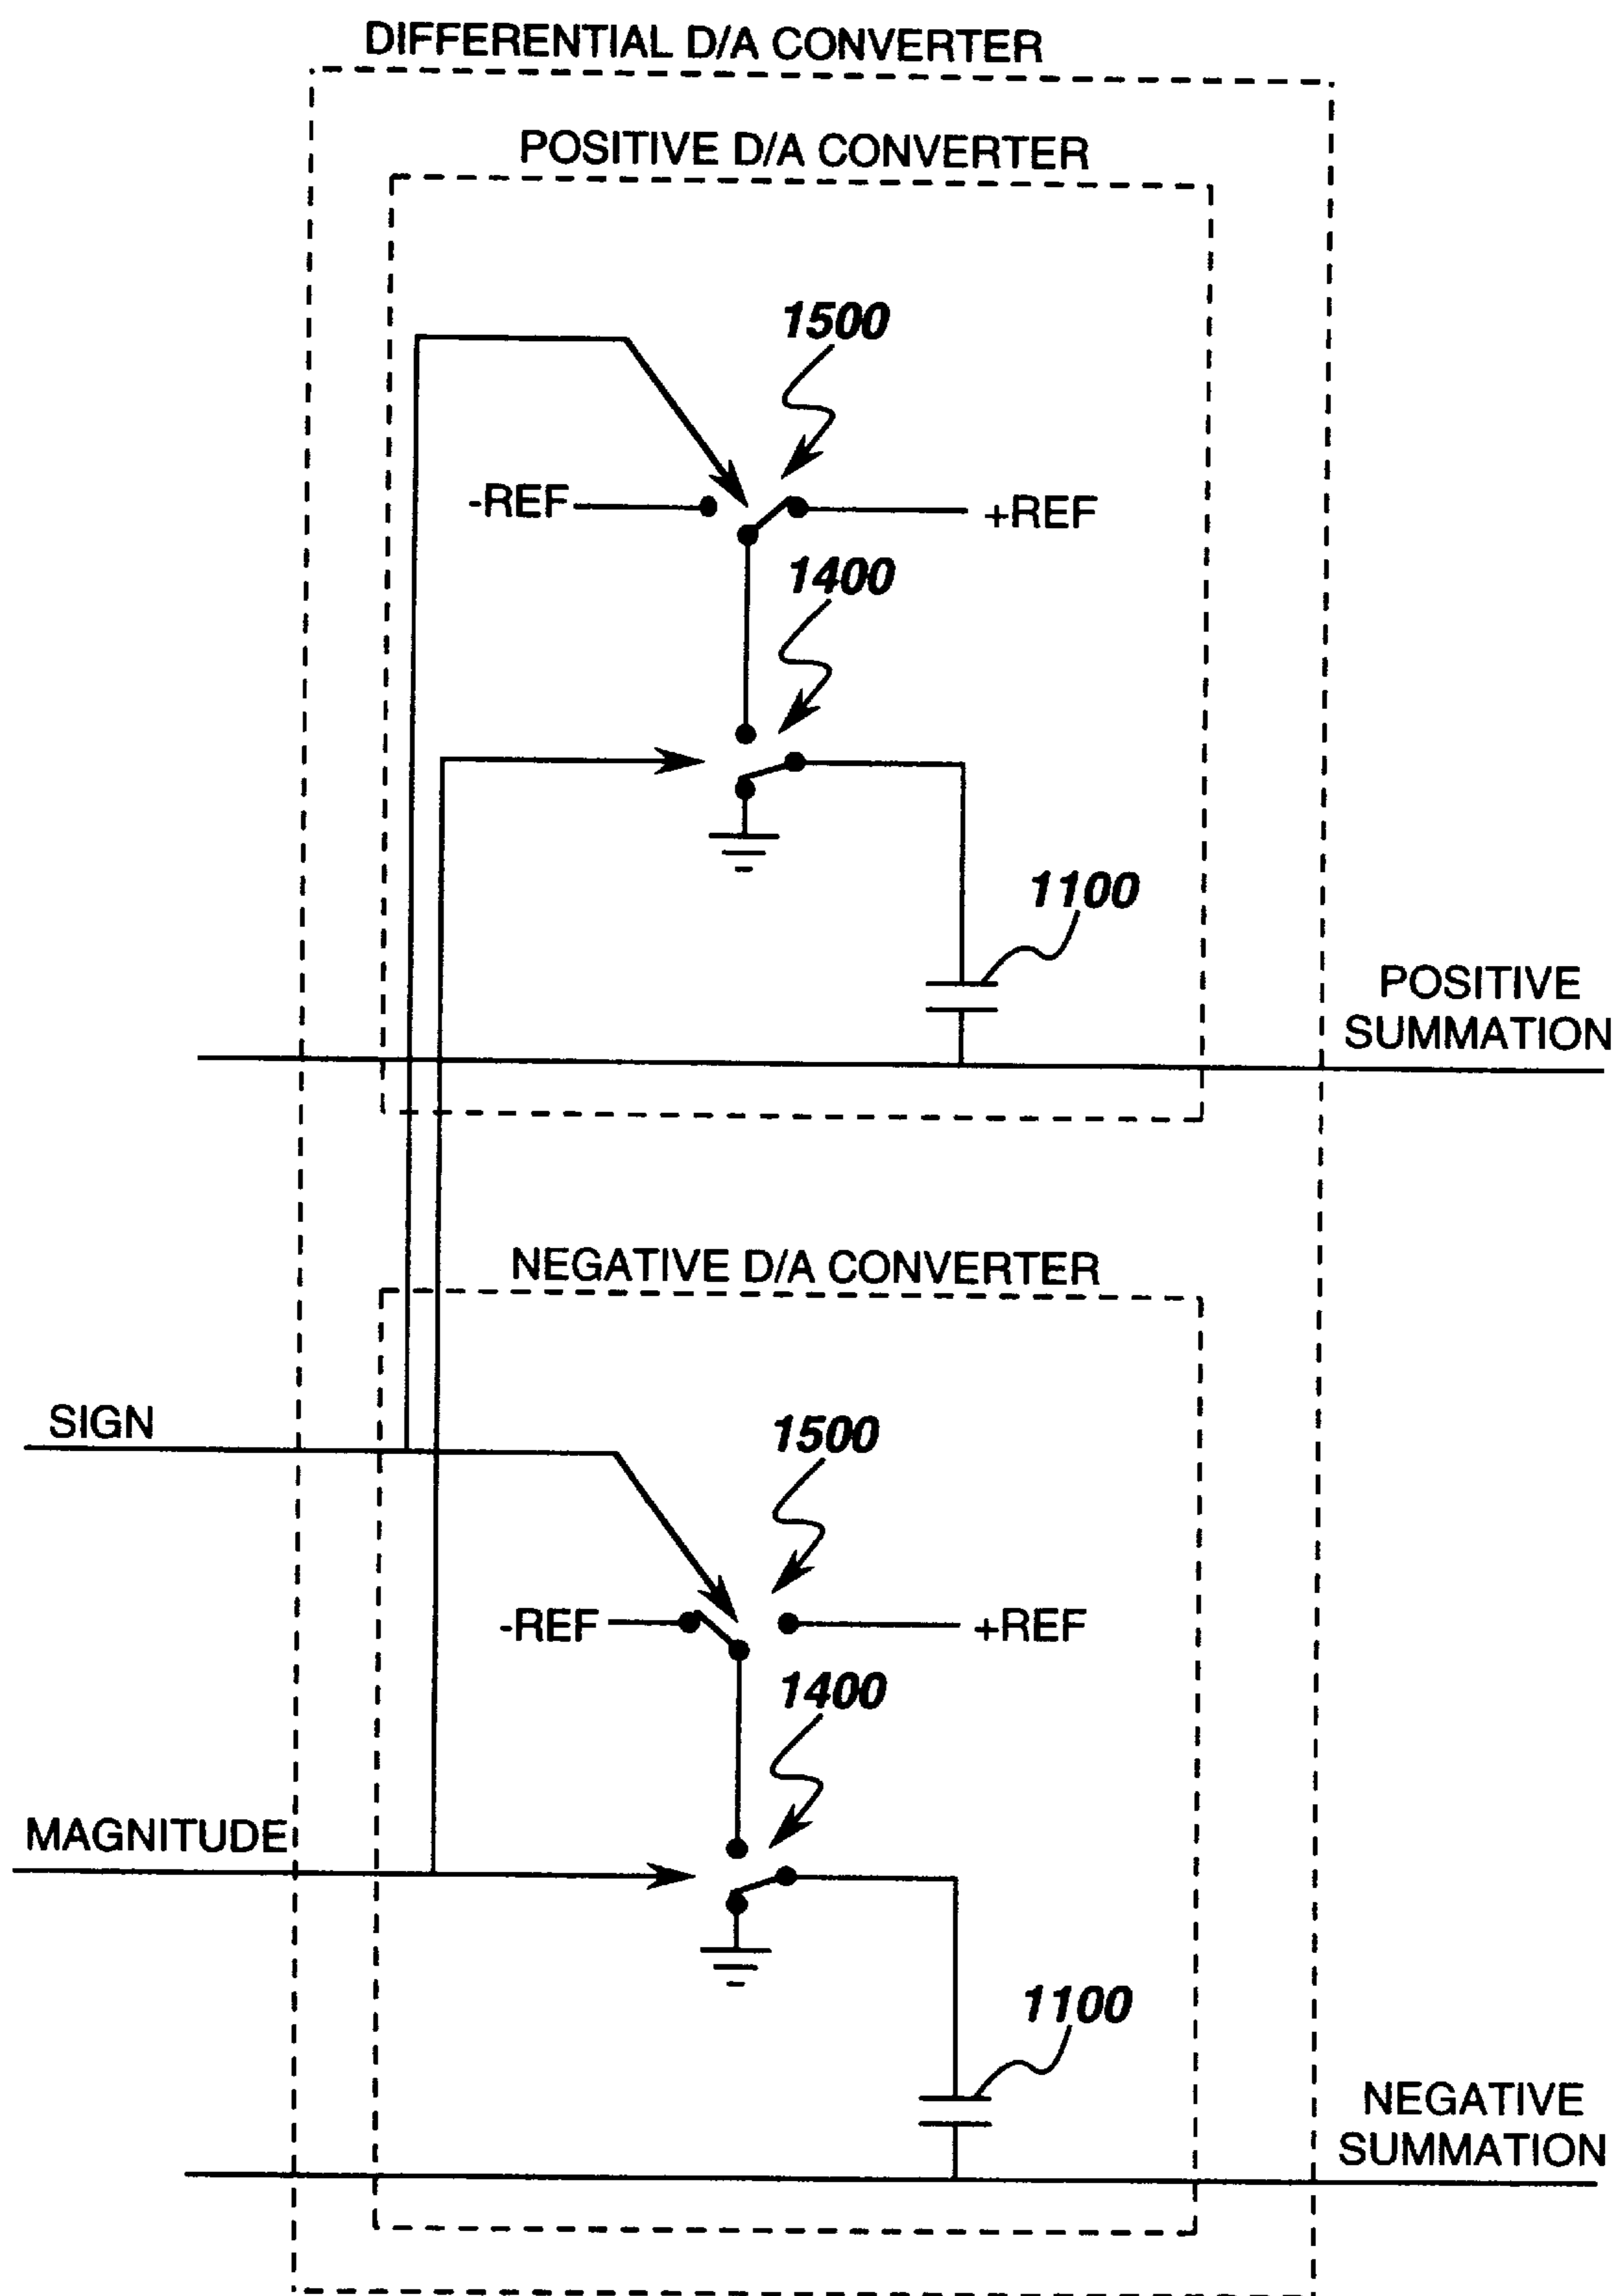 DIFFERENTIAL D/A CONVERTER
POSITIVE D/A CONVERTER
1500
-REF
+REF
1400
1100
POSITIVE
SUMMATION
NEGATIVE D/A CONVERTER
SIGN
1500
-REF
+REF
1400
MAGNITUDE
1100
NEGATIVE
SUMMATION